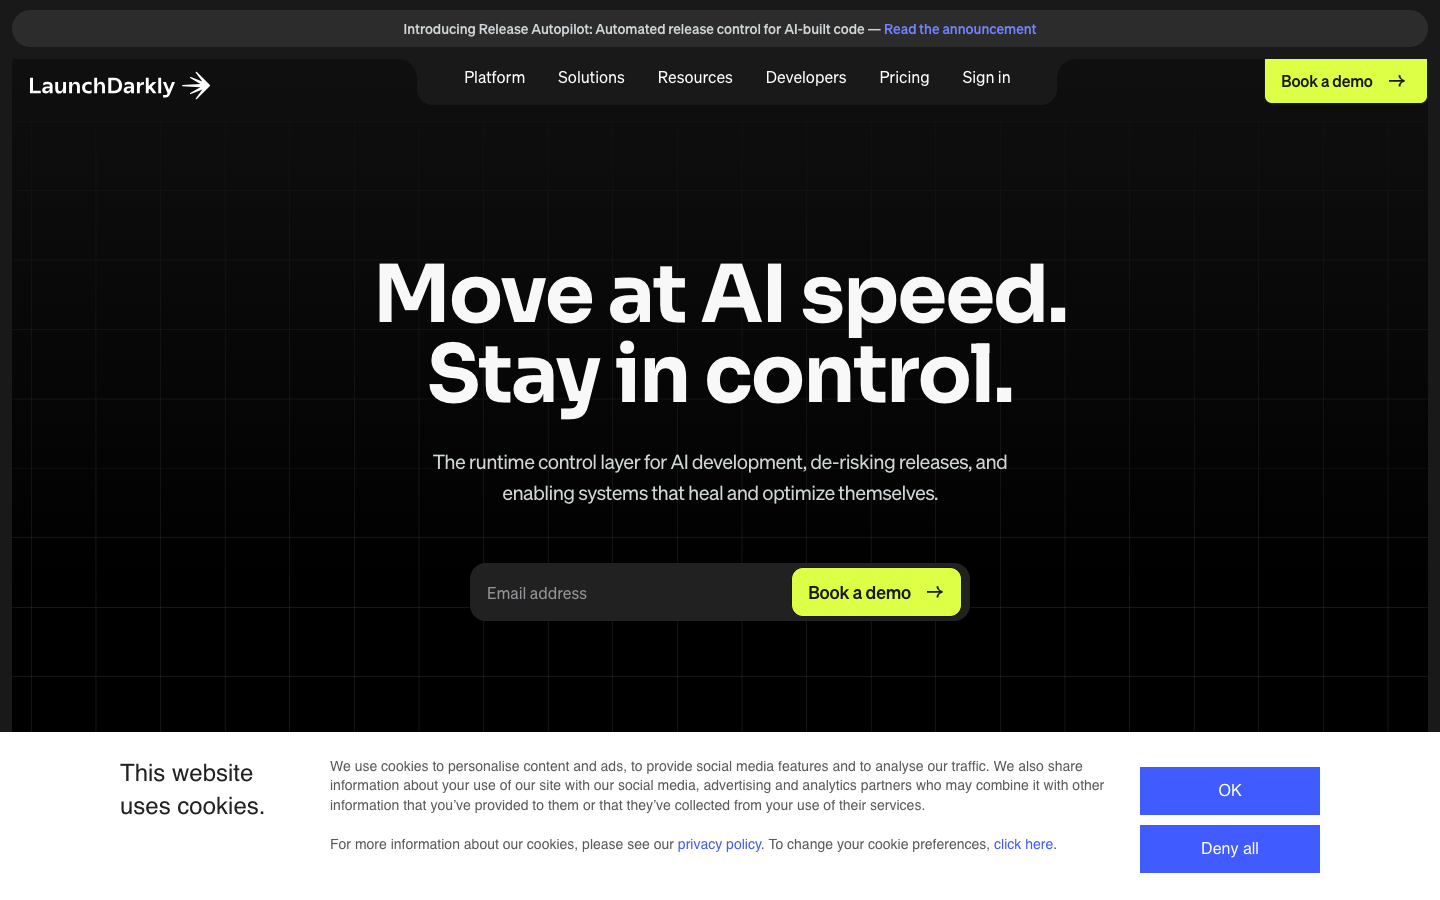 Introducing Release Autopilot: Automated release control for AI-built code — Read the announcement
LaunchDarkly
Platform
Solutions
Resources
Developers
Pricing
Sign in
Book a demo
Move at AI speed.
Stay in control.
The runtime control layer for AI development, de-risking releases, and
enabling systems that heal and optimize themselves.
Email address
Book a demo
This website
uses cookies.
We use cookies to personalise content and ads, to provide social media features and to analyse our traffic. We also share
information about your use of our site with our social media, advertising and analytics partners who may combine it with other
information that you’ve provided to them or that they’ve collected from your use of their services.
For more information about our cookies, please see our privacy policy. To change your cookie preferences, click here.
OK
Deny all